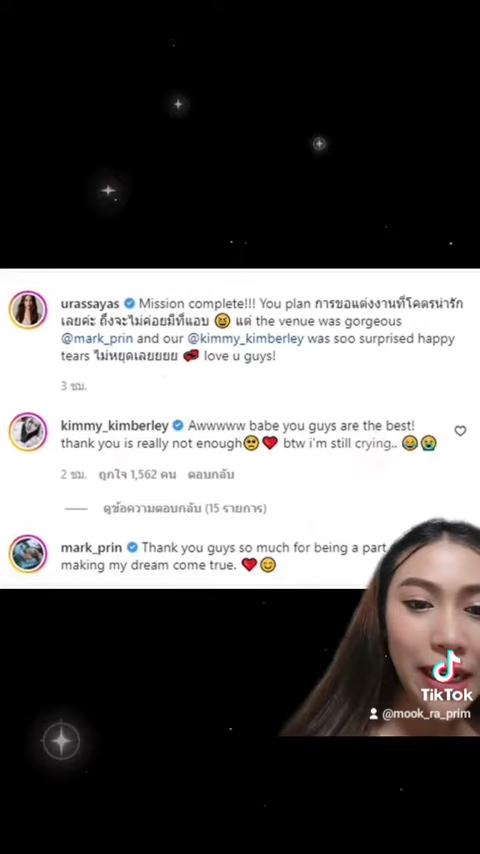 urassayas Mission complete!!! You plan การขอแต่งงานที่โคตรน่ารัก
เลยค่ะ ถึงจะไม่ค่อยมีที่แอบ 😆 แต่ the venue was gorgeous
@mark_prin and our @kimmy_kimberley was soo surprised happy
tears ไม่หยุดเลยยยย 💋 love u guys!
3 ชม.
kimmy_kimberley Awwwww babe you guys are the best!
thank you is really not enough🥹❤️ btw i'm still crying.. 😂😭
2 ชม. ถูกใจ 1,562 คน ตอบกลับ
ดูข้อความตอบกลับ (15 รายการ)
mark_prin Thank you guys so much for being a part
making my dream come true. ❤️😊
TikTok
@mook_ra_prim